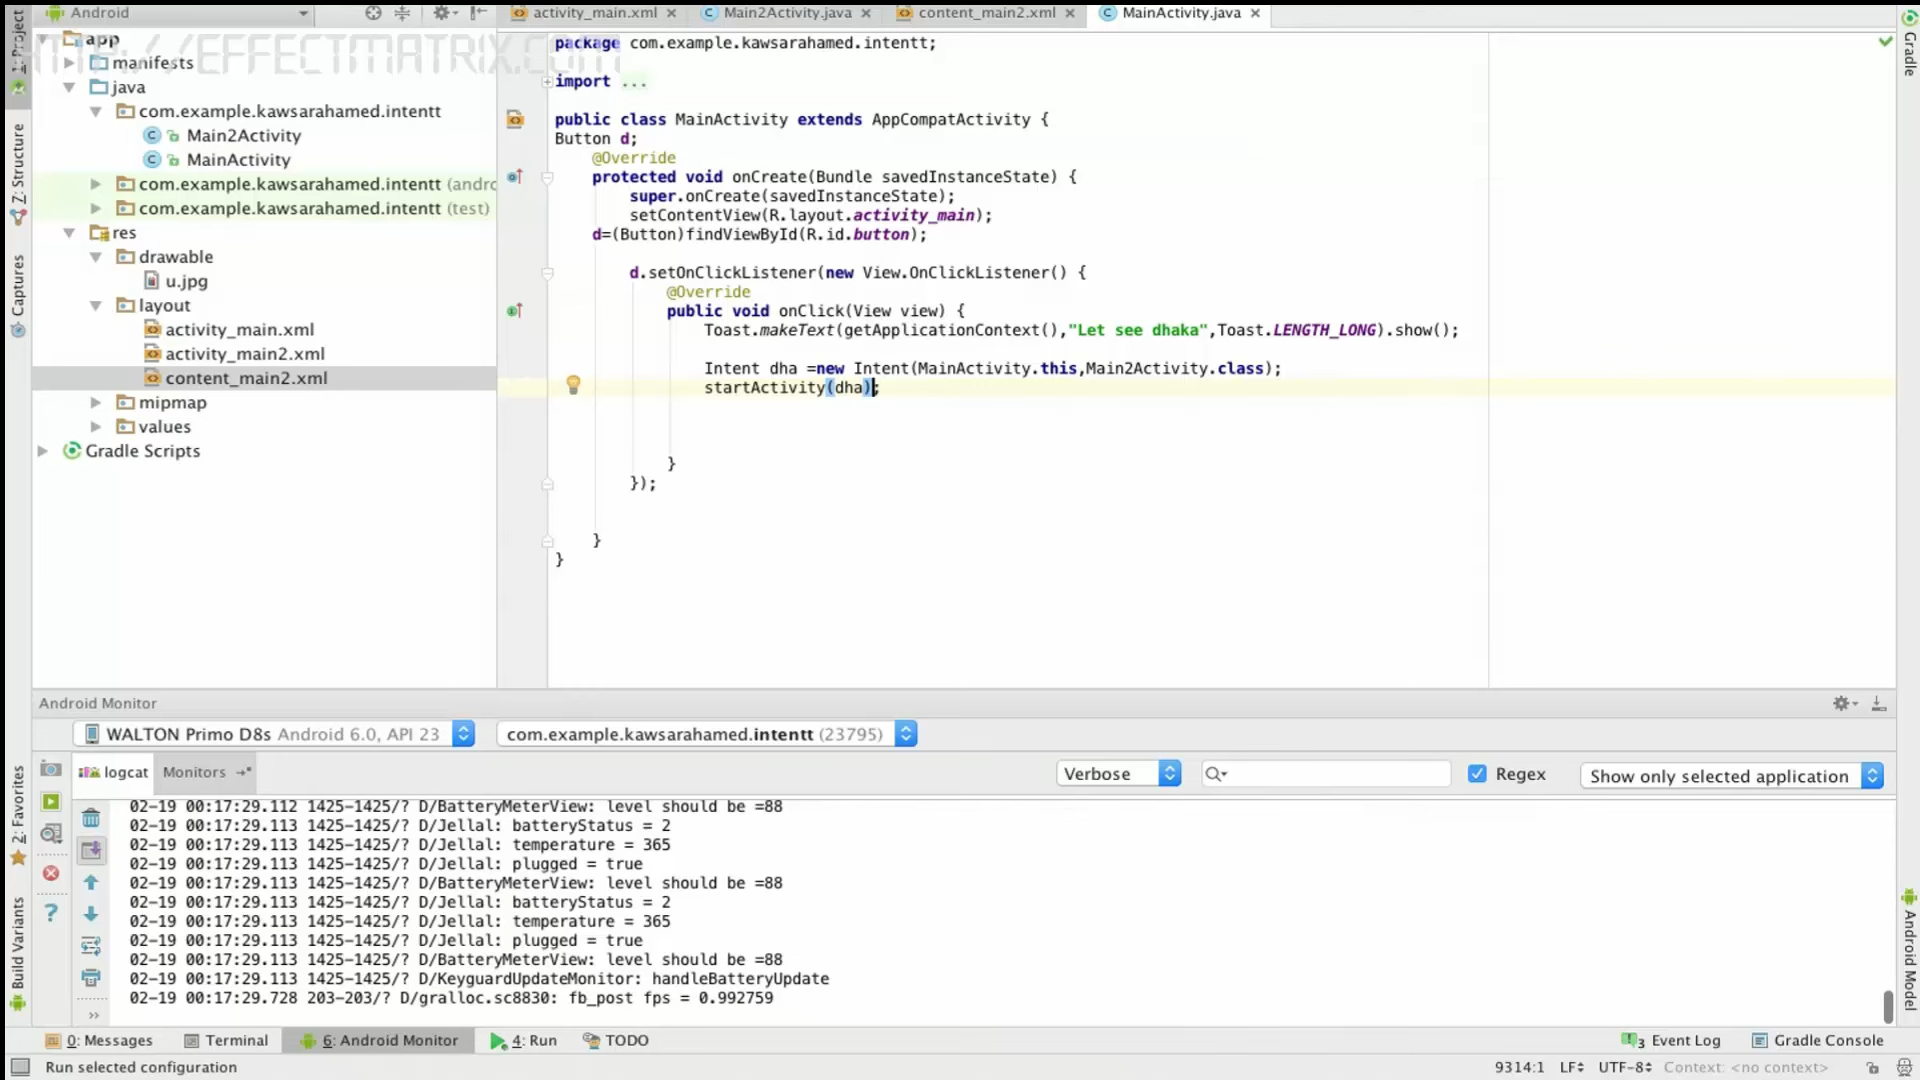 Android
activity_main.xml
Main2Activity.java
content_main2.xml
MainActivity.java
HTTP://EFFECTMATRIX.COM
app
manifests
java
com.example.kawsarahamed.intentt
Main2Activity
MainActivity
com.example.kawsarahamed.intentt (andro
com.example.kawsarahamed.intentt (test)
res
drawable
u.jpg
layout
activity_main.xml
activity_main2.xml
content_main2.xml
mipmap
values
Gradle Scripts
1: Project
Z: Structure
Captures
2: Favorites
Build Variants
package com.example.kawsarahamed.intentt;
import ...
public class MainActivity extends AppCompatActivity {
Button d;
@Override
protected void onCreate(Bundle savedInstanceState) {
super.onCreate(savedInstanceState);
setContentView(R.layout.activity_main);
d=(Button)findViewById(R.id.button);
d.setOnClickListener(new View.OnClickListener() {
@Override
public void onClick(View view) {
Toast.makeText(getApplicationContext(),"Let see dhaka",Toast.LENGTH_LONG).show();
Intent dha =new Intent(MainActivity.this,Main2Activity.class);
startActivity(dha);
}
});
}
}
Gradle
Android Model
Android Monitor
WALTON Primo D8s Android 6.0, API 23
com.example.kawsarahamed.intentt (23795)
logcat
Monitors
Verbose
Regex
Show only selected application
02-19 00:17:29.112 1425-1425/? D/BatteryMeterView: level should be =88
02-19 00:17:29.113 1425-1425/? D/Jellal: batteryStatus = 2
02-19 00:17:29.113 1425-1425/? D/Jellal: temperature = 365
02-19 00:17:29.113 1425-1425/? D/Jellal: plugged = true
02-19 00:17:29.113 1425-1425/? D/BatteryMeterView: level should be =88
02-19 00:17:29.113 1425-1425/? D/Jellal: batteryStatus = 2
02-19 00:17:29.113 1425-1425/? D/Jellal: temperature = 365
02-19 00:17:29.113 1425-1425/? D/Jellal: plugged = true
02-19 00:17:29.113 1425-1425/? D/BatteryMeterView: level should be =88
02-19 00:17:29.113 1425-1425/? D/KeyguardUpdateMonitor: handleBatteryUpdate
02-19 00:17:29.728 203-203/? D/gralloc.sc8830: fb_post fps = 0.992759
0: Messages
Terminal
6: Android Monitor
4: Run
TODO
3 Event Log
Gradle Console
Run selected configuration
9314:1
LF
UTF-8
Context: <no context>